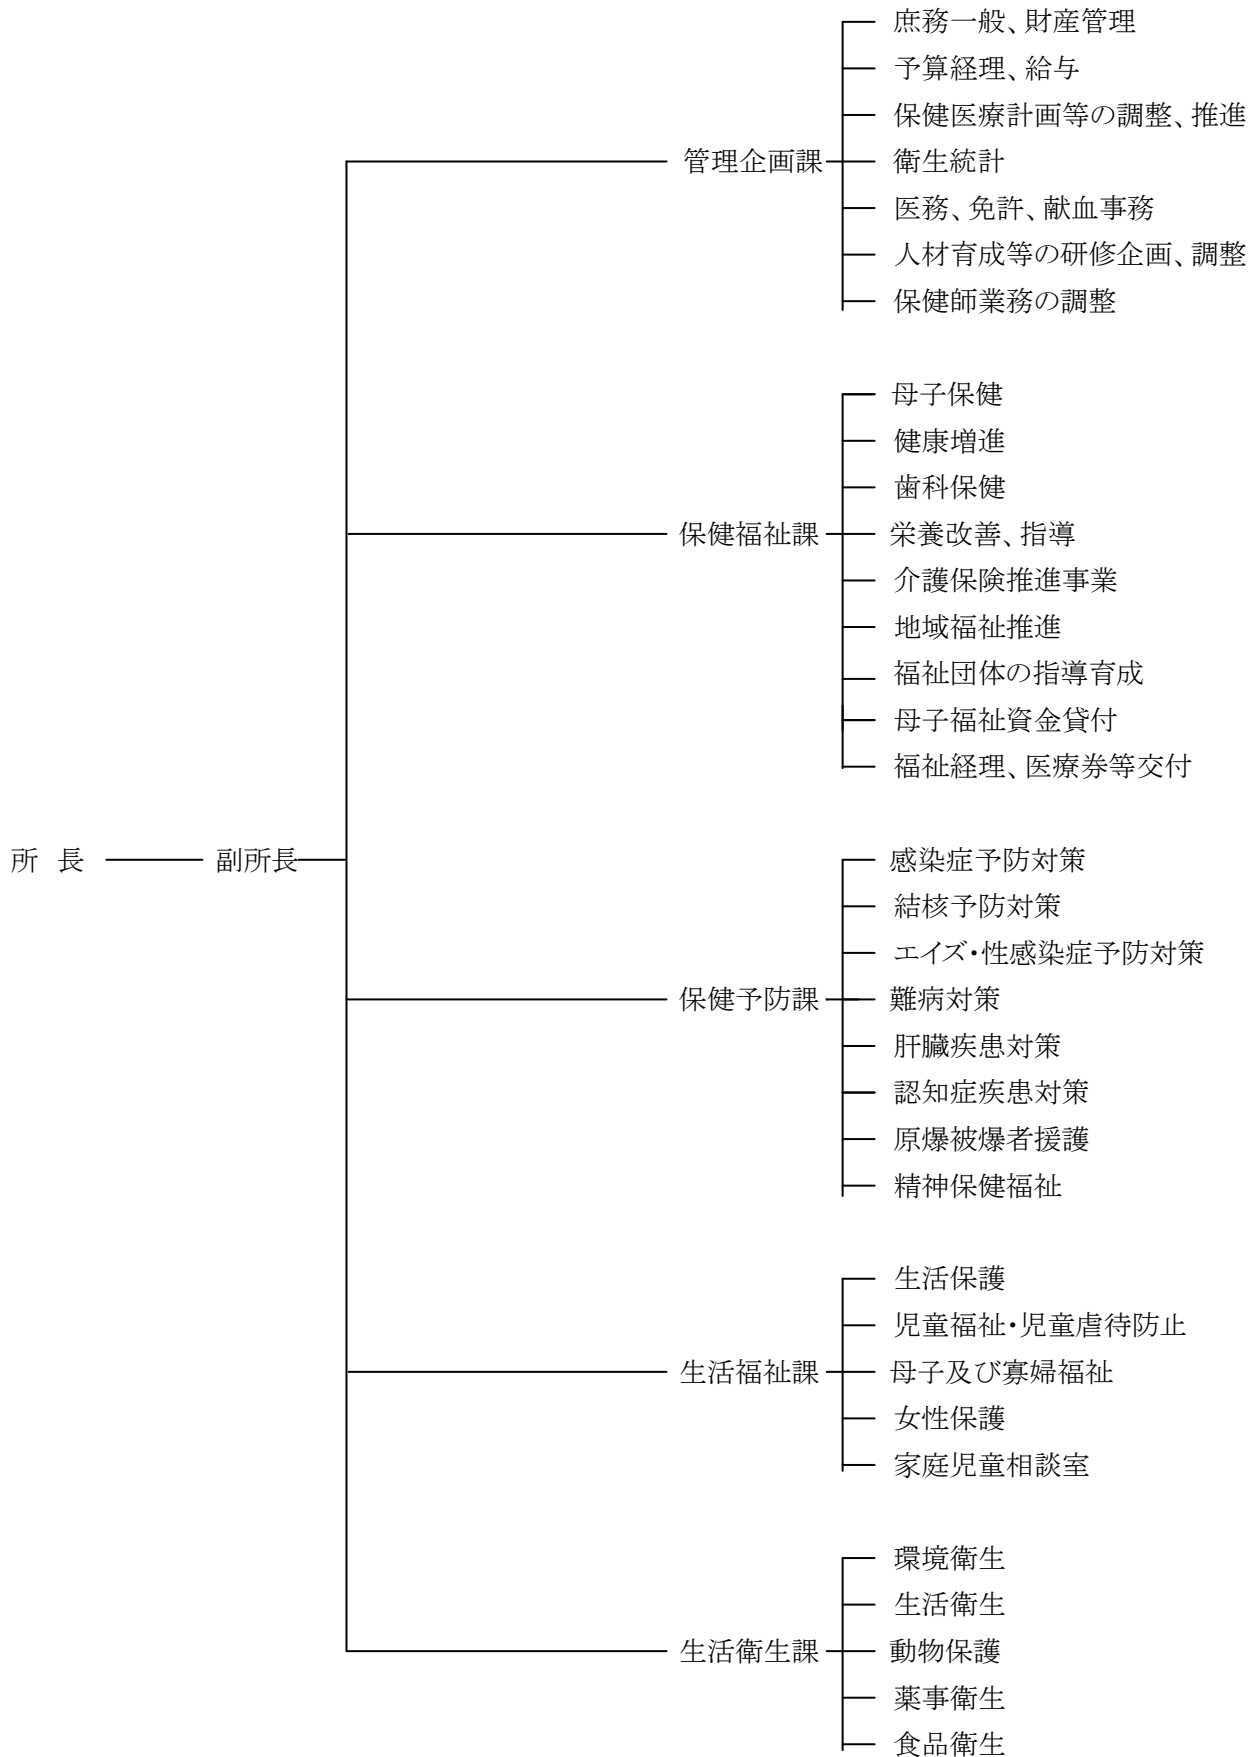 所 長
副所長
管理企画課
庶務一般、財産管理
予算経理、給与
保健医療計画等の調整、推進
衛生統計
医務、免許、献血事務
人材育成等の研修企画、調整
保健師業務の調整
保健福祉課
母子保健
健康増進
歯科保健
栄養改善、指導
介護保険推進事業
地域福祉推進
福祉団体の指導育成
母子福祉資金貸付
福祉経理、医療券等交付
保健予防課
感染症予防対策
結核予防対策
エイズ・性感染症予防対策
難病対策
肝臓疾患対策
認知症疾患対策
原爆被爆者援護
精神保健福祉
生活福祉課
生活保護
児童福祉・児童虐待防止
母子及び寡婦福祉
女性保護
家庭児童相談室
生活衛生課
環境衛生
生活衛生
動物保護
薬事衛生
食品衛生